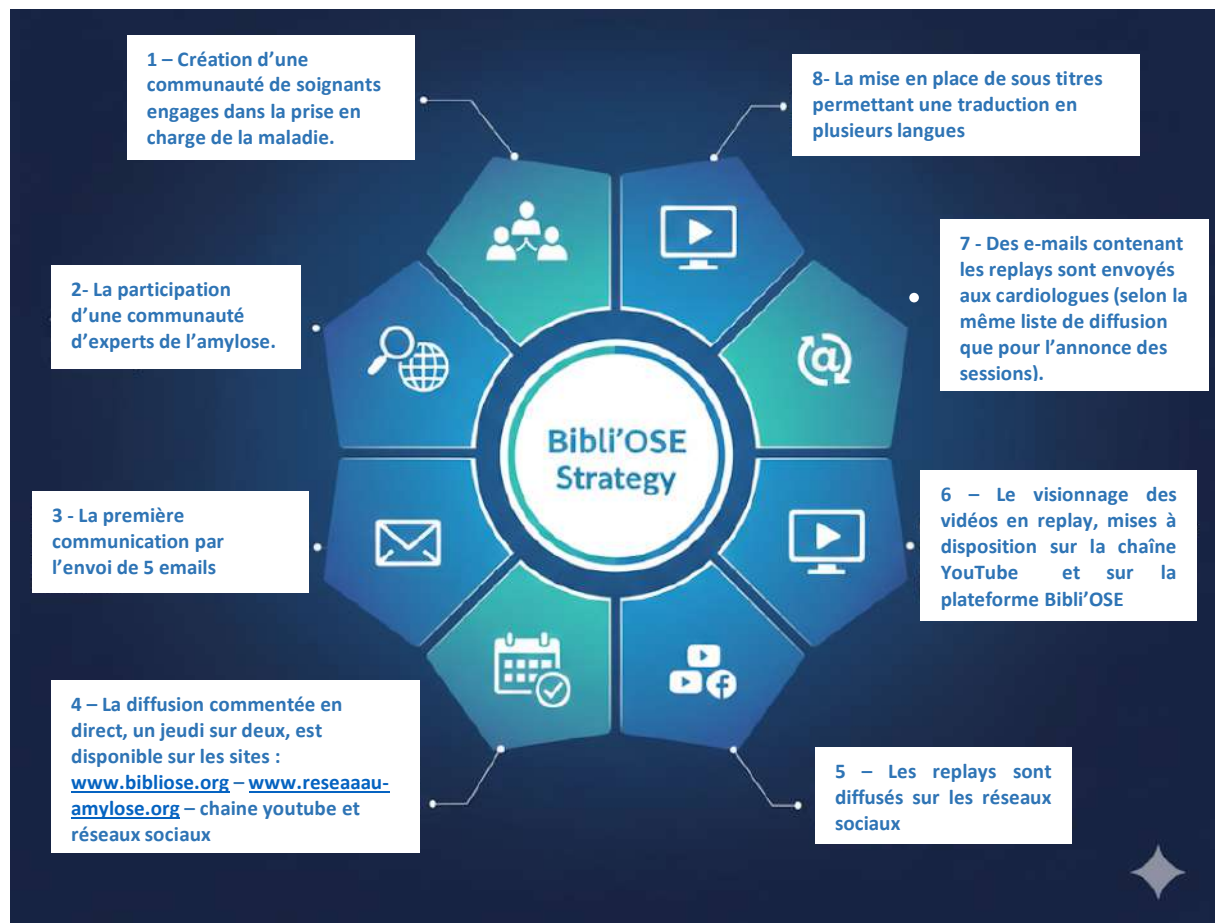 1 – Création d’une
communauté de soignants
engages dans la prise en
charge de la maladie.
2- La participation
d’une communauté
d’experts de l’amylose.
3 - La première
communication par
l’envoi de 5 emails
4 – La diffusion commentée en
direct, un jeudi sur deux, est
disponible sur les sites :
www.bibliose.org – www.reseaaau-
amylose.org – chaine youtube et
réseaux sociaux
5 – Les replays sont
diffusés sur les réseaux
sociaux
6 – Le visionnage des
vidéos en replay, mises à
disposition sur la chaîne
YouTube et sur la
plateforme Bibli’OSE
7 - Des e-mails contenant
les replays sont envoyés
aux cardiologues (selon la
même liste de diffusion
que pour l’annonce des
sessions).
8- La mise en place de sous titres
permettant une traduction en
plusieurs langues
Bibli’OSE
Strategy